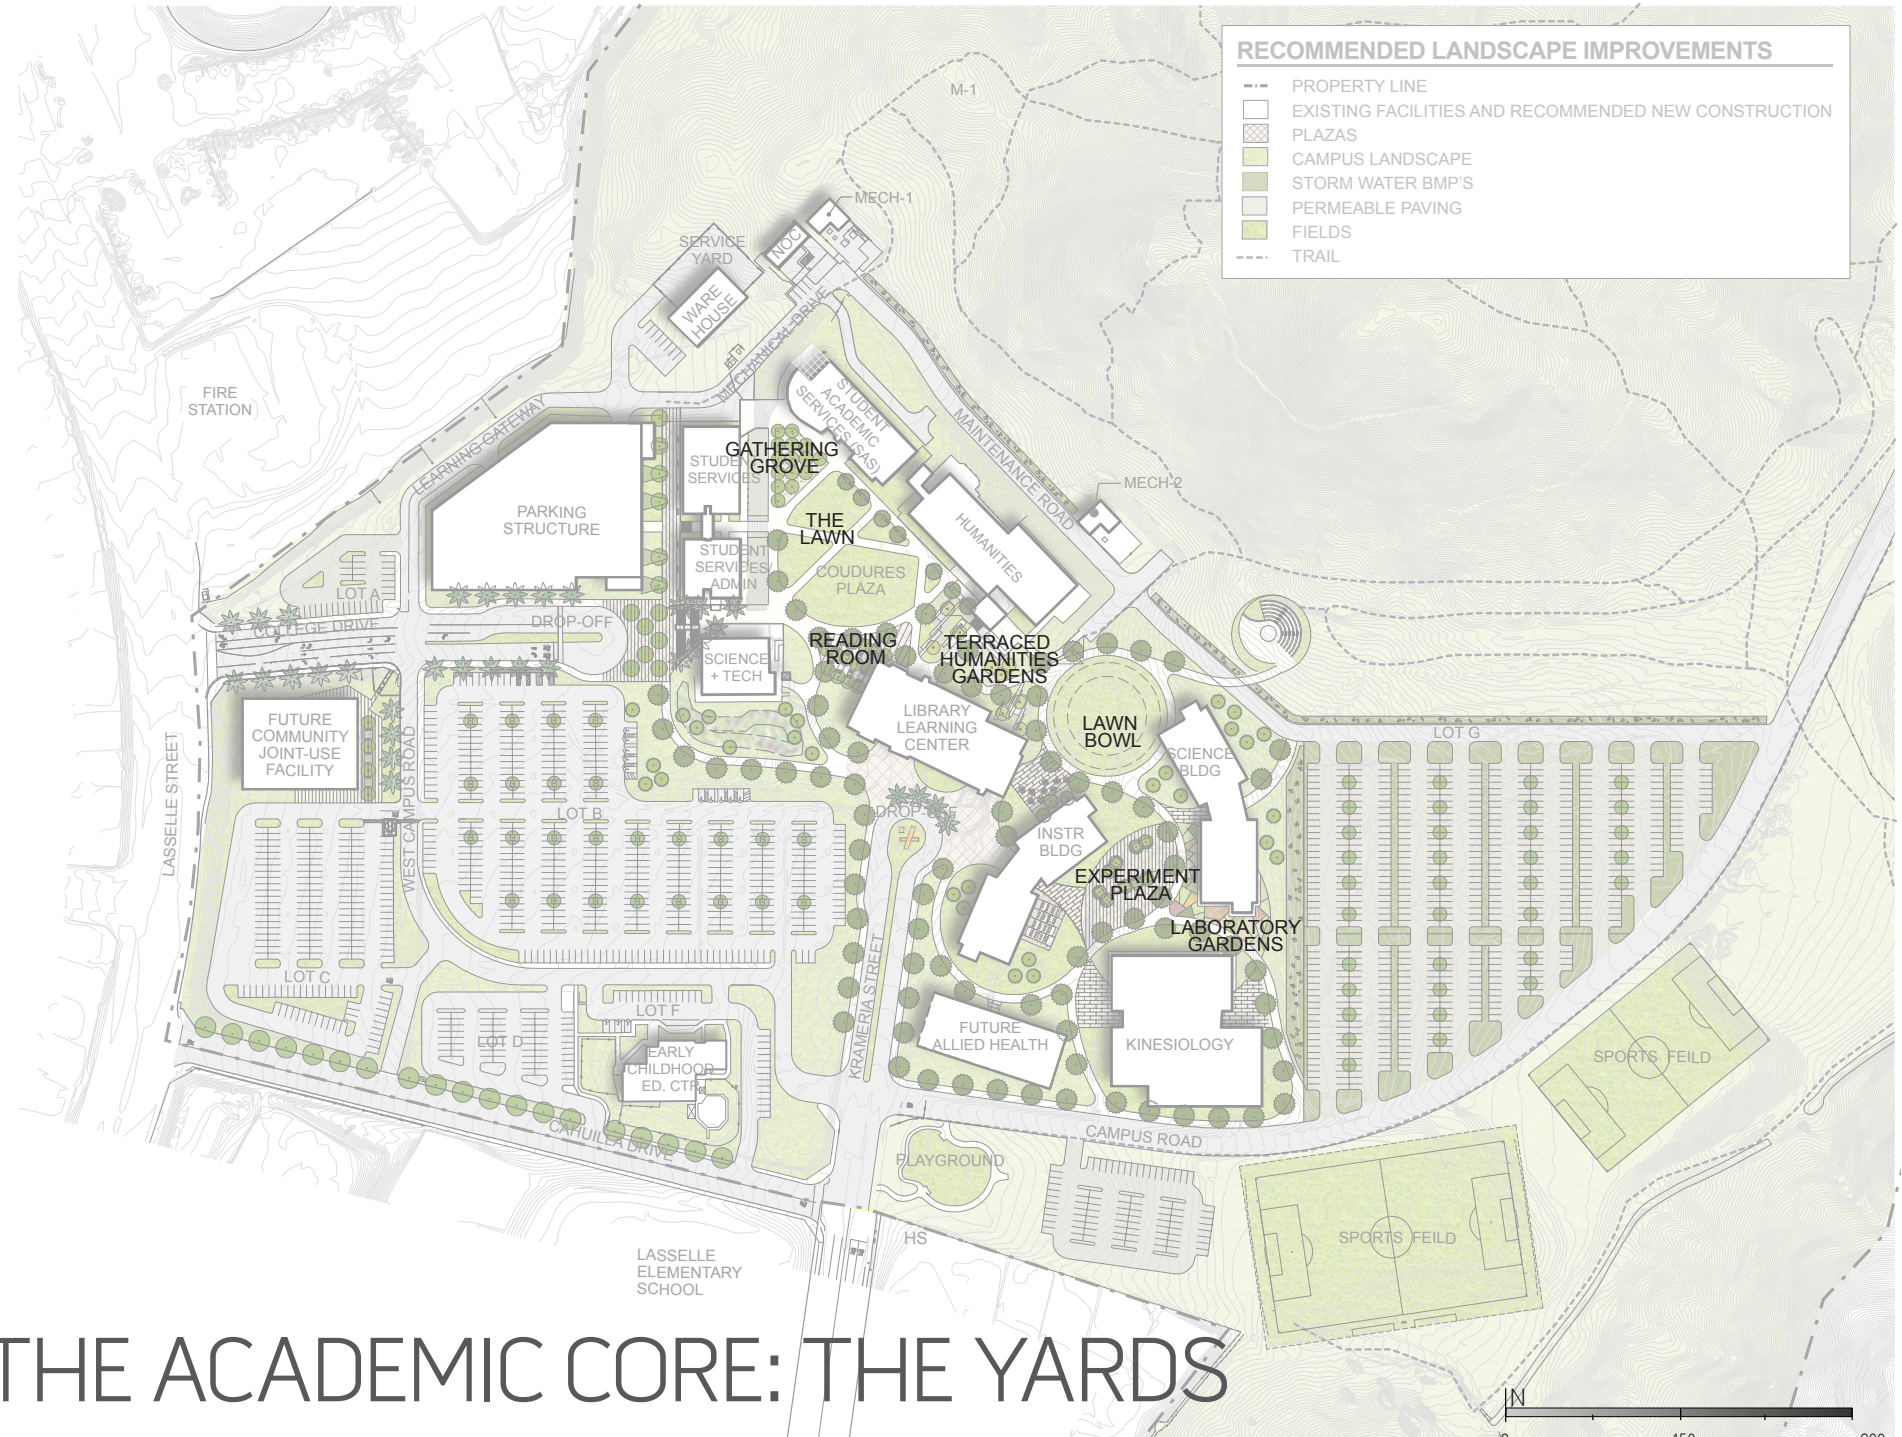 RECOMMENDED LANDSCAPE IMPROVEMENTS
PROPERTY LINE
EXISTING FACILITIES AND RECOMMENDED NEW CONSTRUCTION
PLAZAS
CAMPUS LANDSCAPE
STORM WATER BMP'S
PERMEABLE PAVING
FIELDS
TRAIL
M-1
MECH-1
SERVICE
YARD
NOC
WARE
HOUSE
MECHANICAL DRIVE
FIRE
STATION
LEARNING GATEWAY
STUDENT
ACADEMIC
SERVICES (SAS)
MAINTENANCE ROAD
GATHERING
GROVE
STUDENT
SERVICES
MECH-2
PARKING
STRUCTURE
THE
LAWN
HUMANITIES
STUDENT
SERVICES/
ADMIN
COUDURES
PLAZA
LOT A
COLLEGE DRIVE
DROP-OFF
READING
ROOM
TERRACED
HUMANITIES
GARDENS
SCIENCE
+ TECH
FUTURE
COMMUNITY
JOINT-USE
FACILITY
LIBRARY
LEARNING
CENTER
LAWN
BOWL
SCIENCE
BLDG
LOT G
LASSELLE STREET
WEST CAMPUS ROAD
LOT B
DROP-OFF
INSTR
BLDG
EXPERIMENT
PLAZA
LABORATORY
GARDENS
LOT C
LOT F
LOT D
KRAMERIA STREET
EARLY
CHILDHOOD
ED. CTR
FUTURE
ALLIED HEALTH
KINESIOLOGY
SPORTS FEILD
CAHUILLA DRIVE
CAMPUS ROAD
PLAYGROUND
SPORTS FEILD
HS
LASSELLE
ELEMENTARY
SCHOOL
THE ACADEMIC CORE: THE YARDS
N